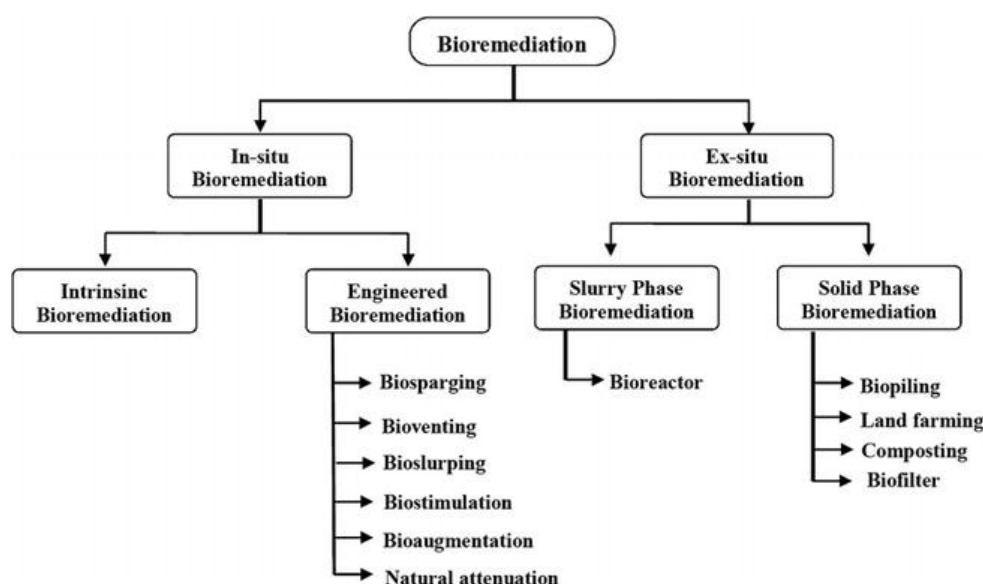 Bioremediation
In-situ
Bioremediation
Ex-situ
Bioremediation
Intrinsinc
Bioremediation
Engineered
Bioremediation
Slurry Phase
Bioremediation
Solid Phase
Bioremediation
Biosparging
Bioventing
Bioslurping
Biostimulation
Bioaugmentation
Natural attenuation
Bioreactor
Biopiling
Land farming
Composting
Biofilter